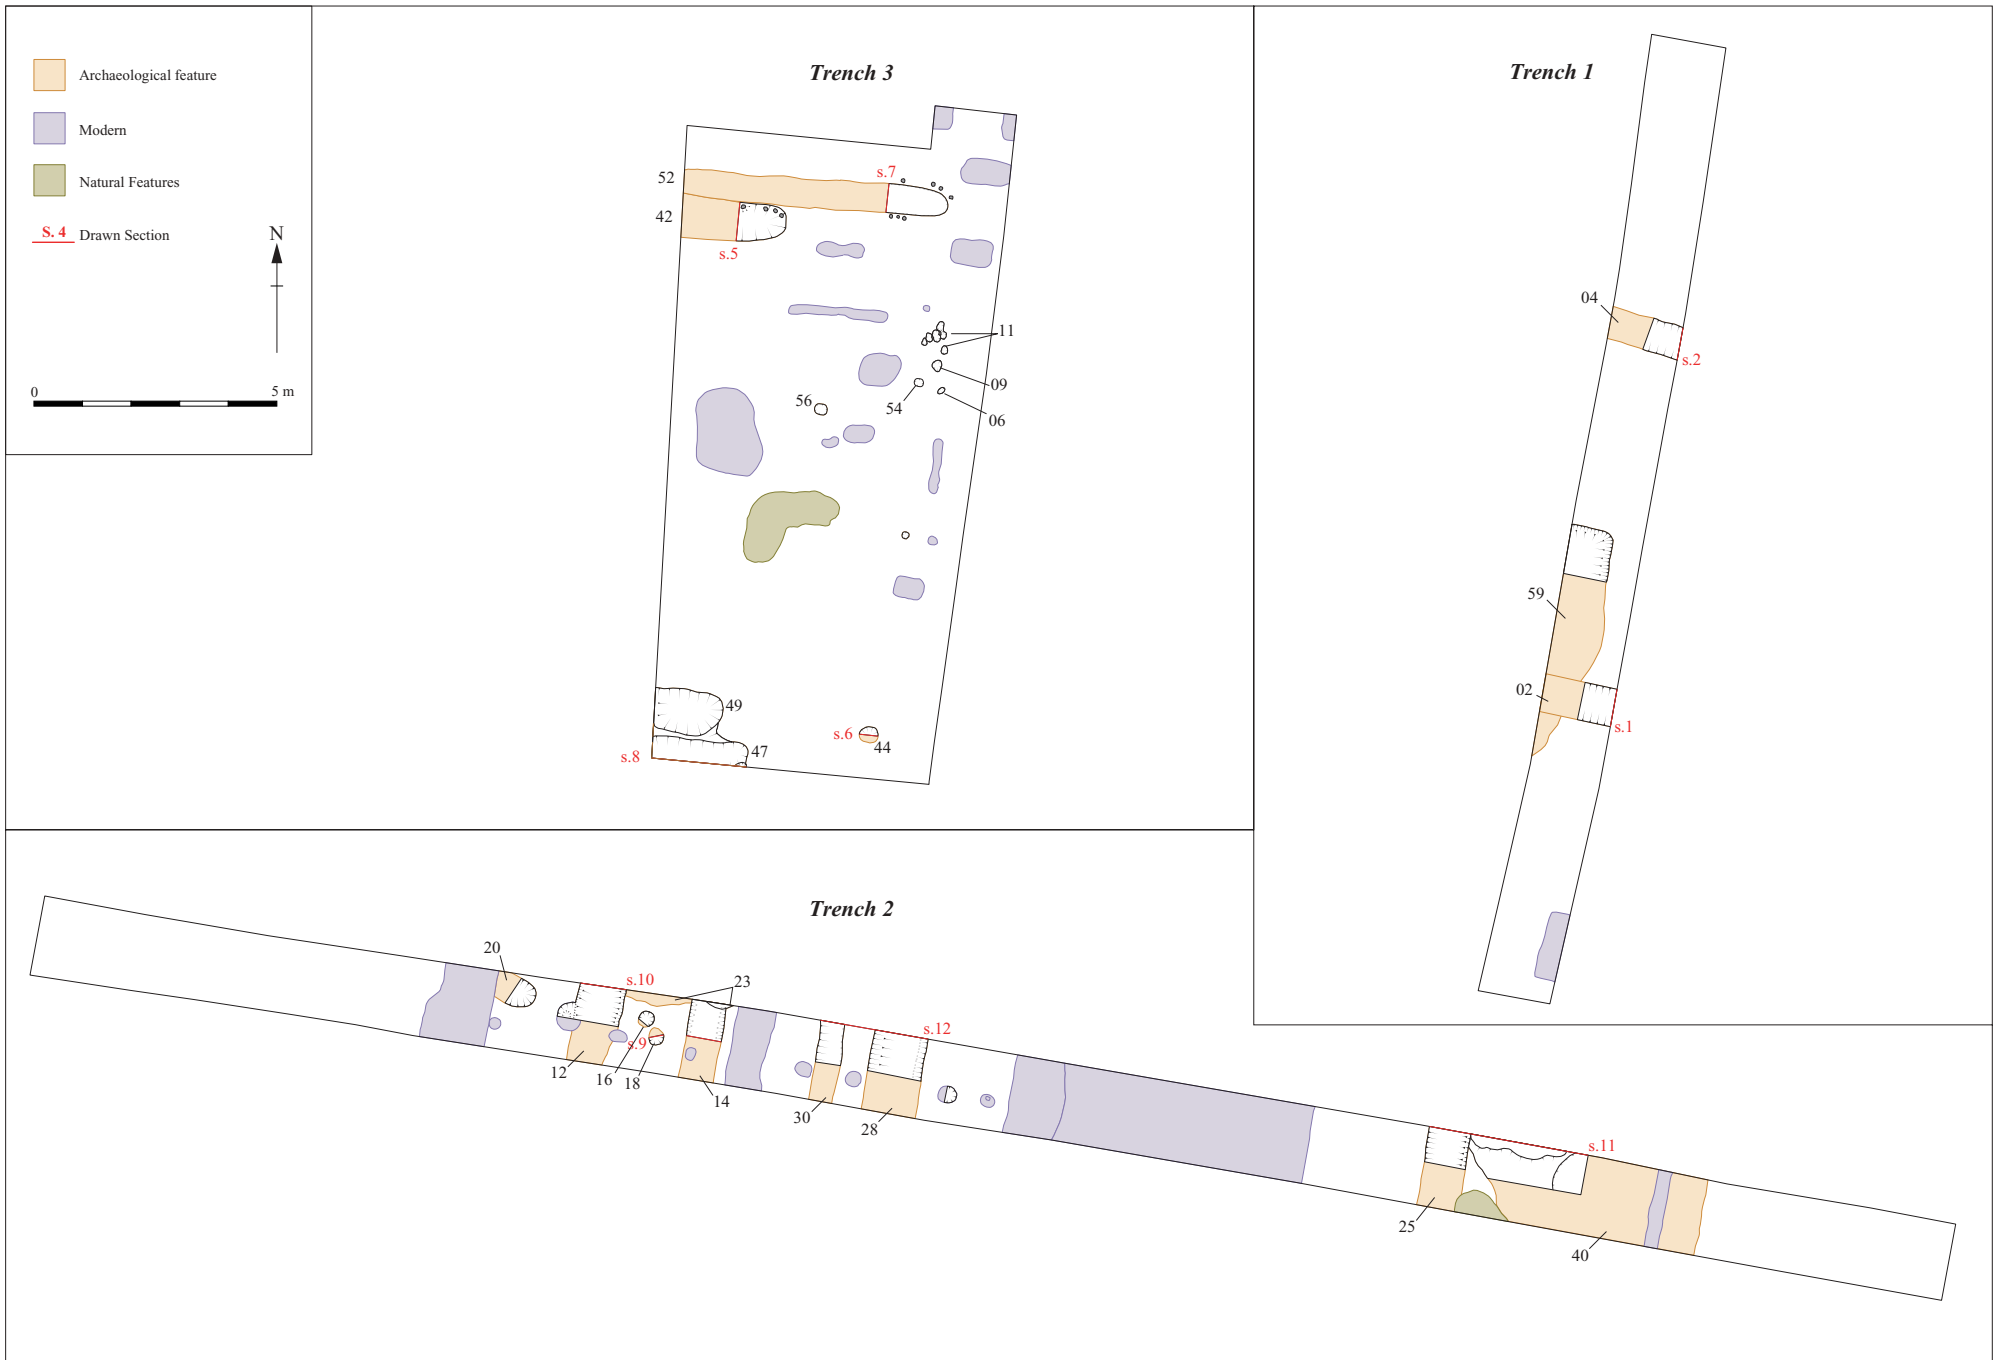 Archaeological feature
Modern
Natural Features
S. 4 Drawn Section
N
0 5 m
Trench 3
52
s.7
42
s.5
11
09
56
54
06
49
s.6
44
47
s.8
Trench 1
04
s.2
59
02
s.1
Trench 2
20
s.10
23
s.12
s.9
12
16
18
14
30
28
s.11
25
40